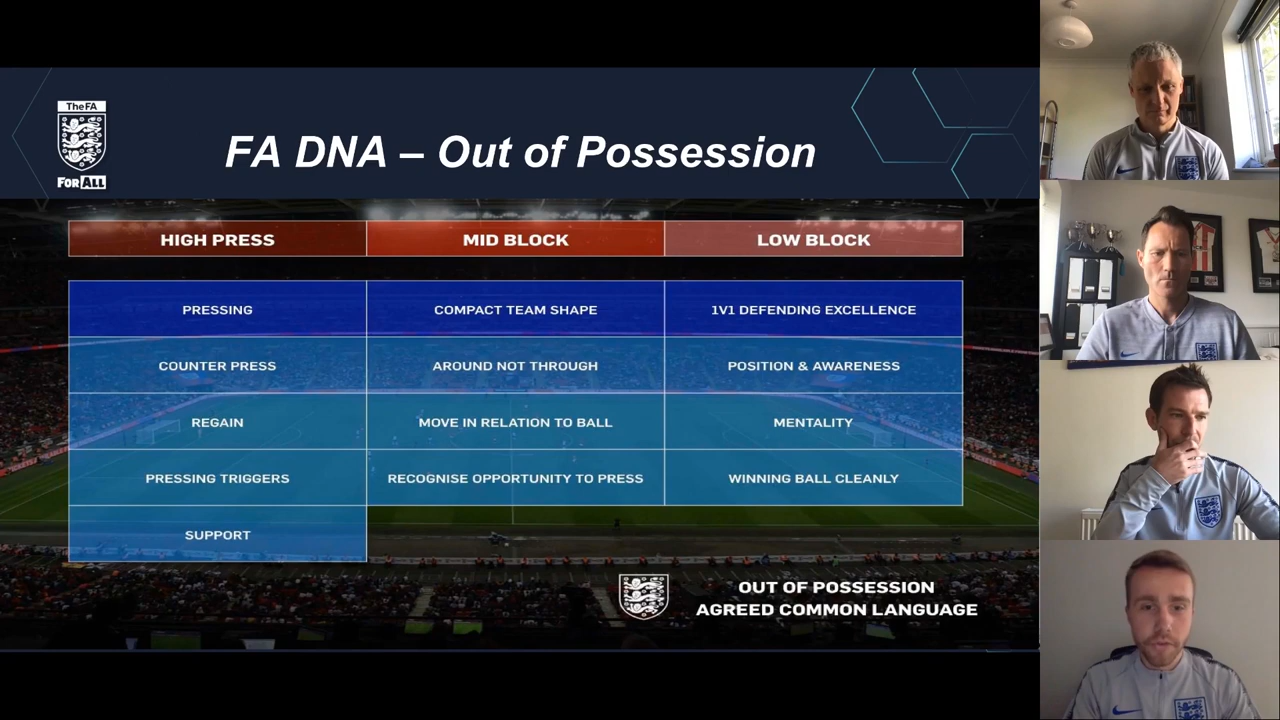 TheFA
FOR ALL
FA DNA – Out of Possession
HIGH PRESS
MID BLOCK
LOW BLOCK
PRESSING
COMPACT TEAM SHAPE
1V1 DEFENDING EXCELLENCE
COUNTER PRESS
AROUND NOT THROUGH
POSITION & AWARENESS
REGAIN
MOVE IN RELATION TO BALL
MENTALITY
PRESSING TRIGGERS
RECOGNISE OPPORTUNITY TO PRESS
WINNING BALL CLEANLY
SUPPORT
OUT OF POSSESSION
AGREED COMMON LANGUAGE